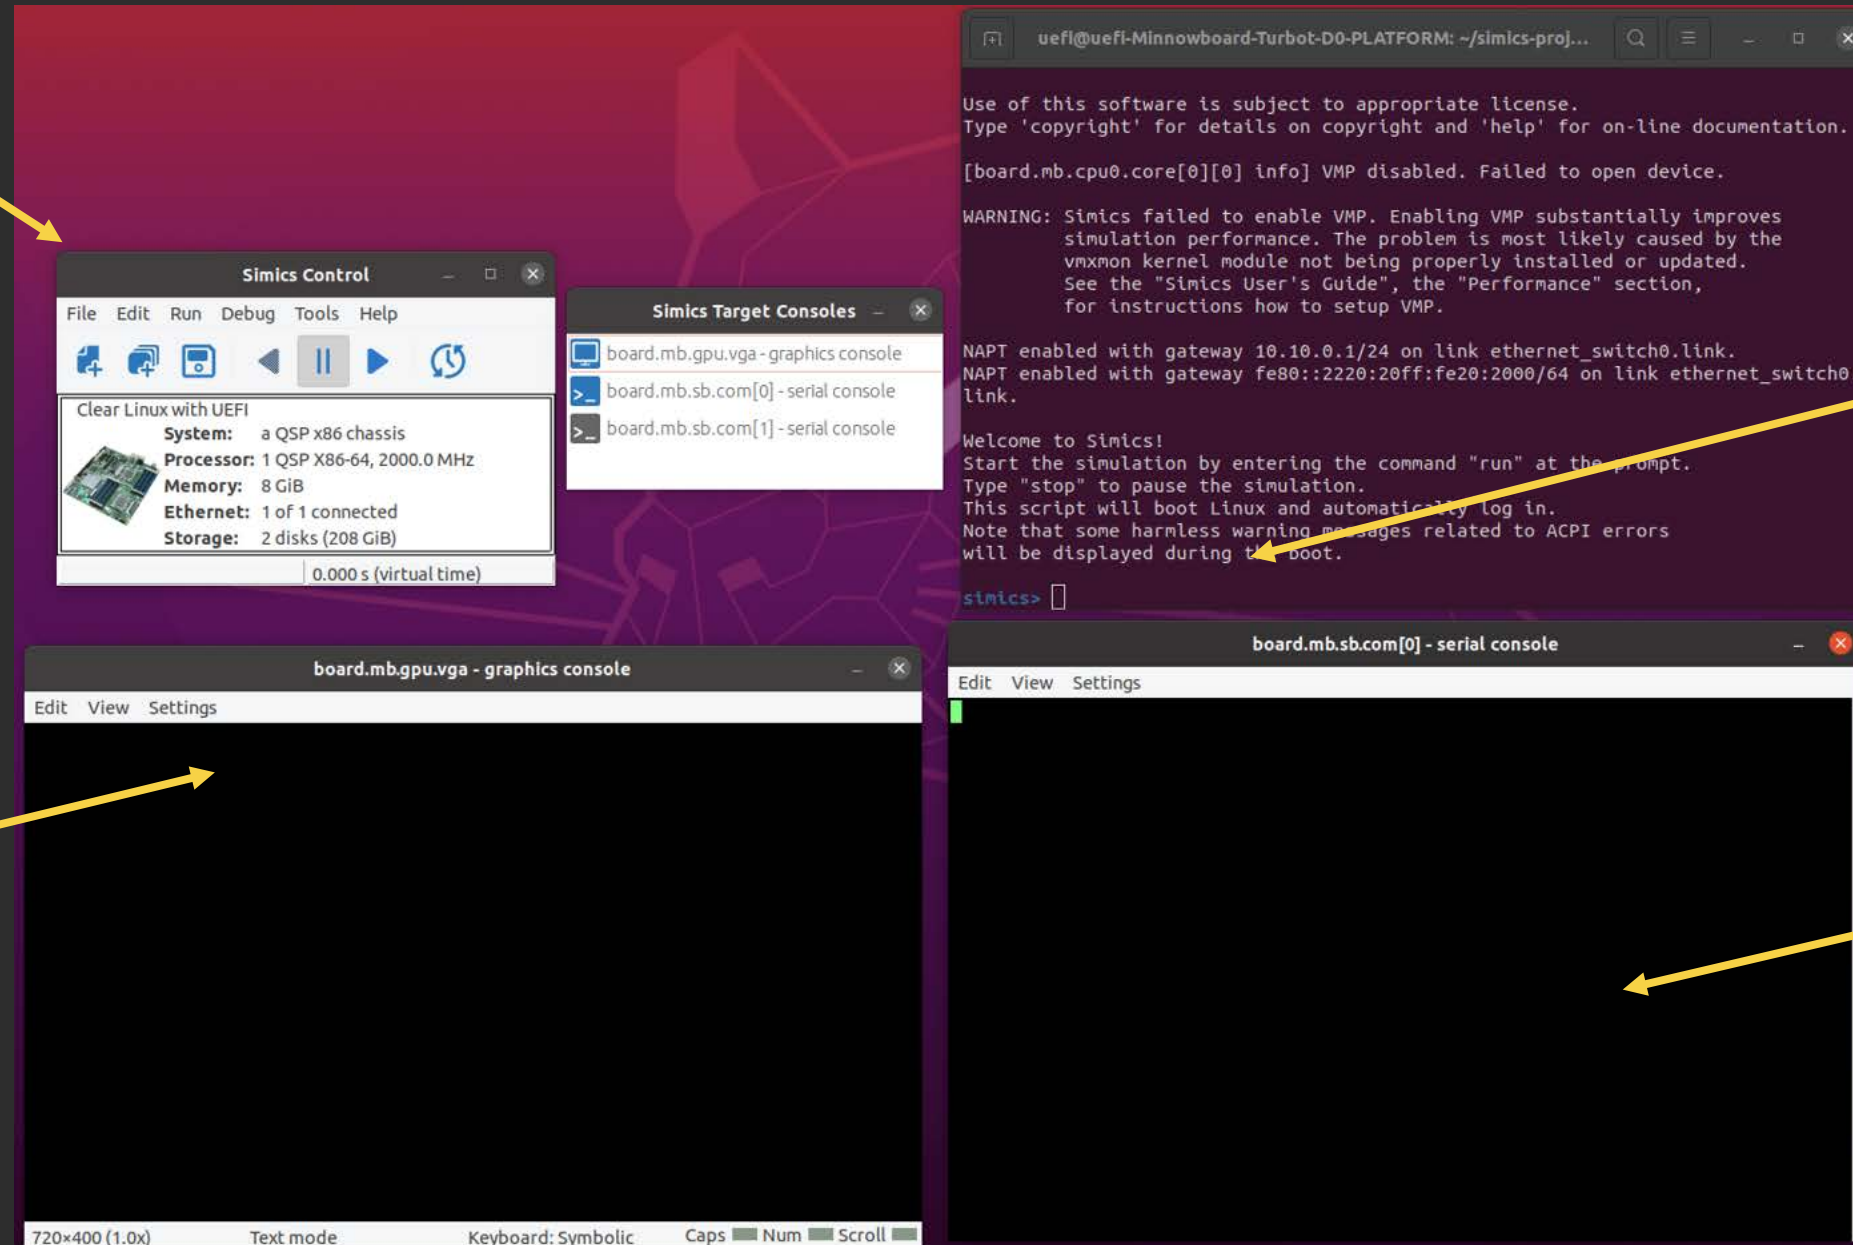 uefi@uefi-Minnowboard-Turbot-D0-PLATFORM: ~/simics-proj...
Use of this software is subject to appropriate license.
Type 'copyright' for details on copyright and 'help' for on-line documentation.
[board.mb.cpu0.core[0][0] info] VMP disabled. Failed to open device.
WARNING: Simics failed to enable VMP. Enabling VMP substantially improves
simulation performance. The problem is most likely caused by the
vmxmon kernel module not being properly installed or updated.
See the "Simics User's Guide", the "Performance" section,
for instructions how to setup VMP.
NAPT enabled with gateway 10.10.0.1/24 on link ethernet_switch0.link.
NAPT enabled with gateway fe80::2220:20ff:fe20:2000/64 on link ethernet_switch0
link.
Welcome to Simics!
Start the simulation by entering the command "run" at the prompt.
Type "stop" to pause the simulation.
This script will boot Linux and automatically log in.
Note that some harmless warning messages related to ACPI errors
will be displayed during the boot.
simics>
Simics Control
File Edit Run Debug Tools Help
Clear Linux with UEFI
System: a QSP x86 chassis
Processor: 1 QSP X86-64, 2000.0 MHz
Memory: 8 GiB
Ethernet: 1 of 1 connected
Storage: 2 disks (208 GiB)
0.000 s (virtual time)
Simics Target Consoles
board.mb.gpu.vga - graphics console
board.mb.sb.com[0] - serial console
board.mb.sb.com[1] - serial console
board.mb.gpu.vga - graphics console
Edit View Settings
720×400 (1.0x) Text mode Keyboard: Symbolic Caps Num Scroll
board.mb.sb.com[0] - serial console
Edit View Settings